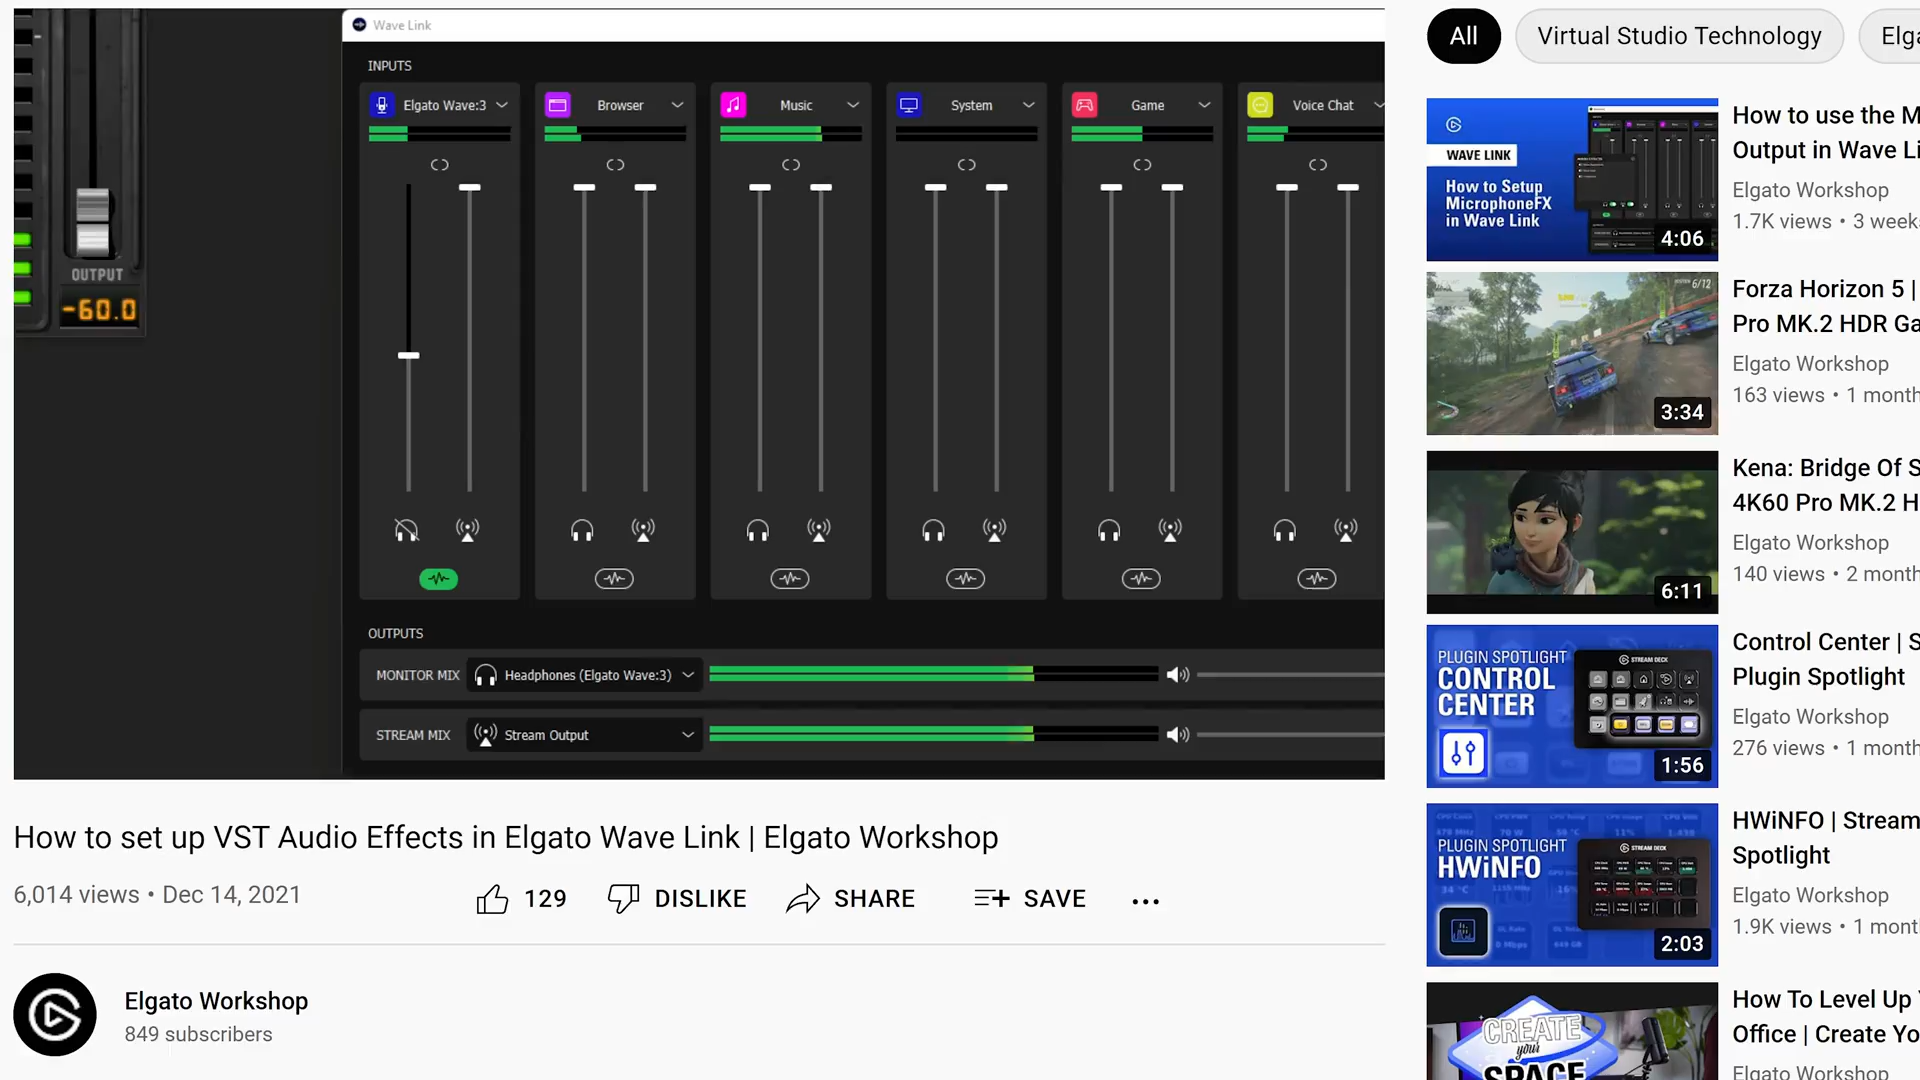 Wave Link
INPUTS
Elgato Wave:3
Browser
Music
System
Game
Voice Chat
OUTPUT
-60.0
OUTPUTS
MONITOR MIX
Headphones (Elgato Wave:3)
STREAM MIX
Stream Output
How to set up VST Audio Effects in Elgato Wave Link | Elgato Workshop
6,014 views • Dec 14, 2021
129
DISLIKE
SHARE
SAVE
Elgato Workshop
849 subscribers
All
Virtual Studio Technology
Elga
WAVE LINK
How to Setup
MicrophoneFX
in Wave Link
4:06
How to use the M
Output in Wave Li
Elgato Workshop
1.7K views • 3 weeks
6/12
3:34
Forza Horizon 5 |
Pro MK.2 HDR Ga
Elgato Workshop
163 views • 1 month
6:11
Kena: Bridge Of S
4K60 Pro MK.2 H
Elgato Workshop
140 views • 2 month
PLUGIN SPOTLIGHT
CONTROL
CENTER
STREAM DECK
1:56
Control Center | S
Plugin Spotlight
Elgato Workshop
276 views • 1 month
PLUGIN SPOTLIGHT
HWiNFO
STREAM DECK
2:03
HWiNFO | Stream
Spotlight
Elgato Workshop
1.9K views • 1 mont
CREATE
your
SPACE
How To Level Up Y
Office | Create Yo
Elgato Workshop